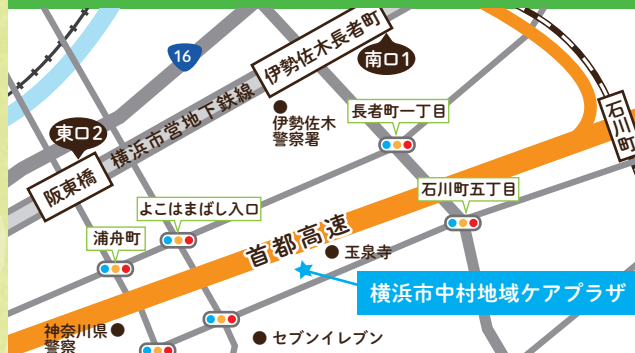 16
伊勢佐木長者町
南口1
横浜市営地下鉄線
伊勢佐木
警察署
長者町一丁目
石川町
東口2
阪東橋
よこはまばし入口
石川町五丁目
浦舟町
首都高速
玉泉寺
横浜市中村地域ケアプラザ
神奈川県
警察
セブンイレブン